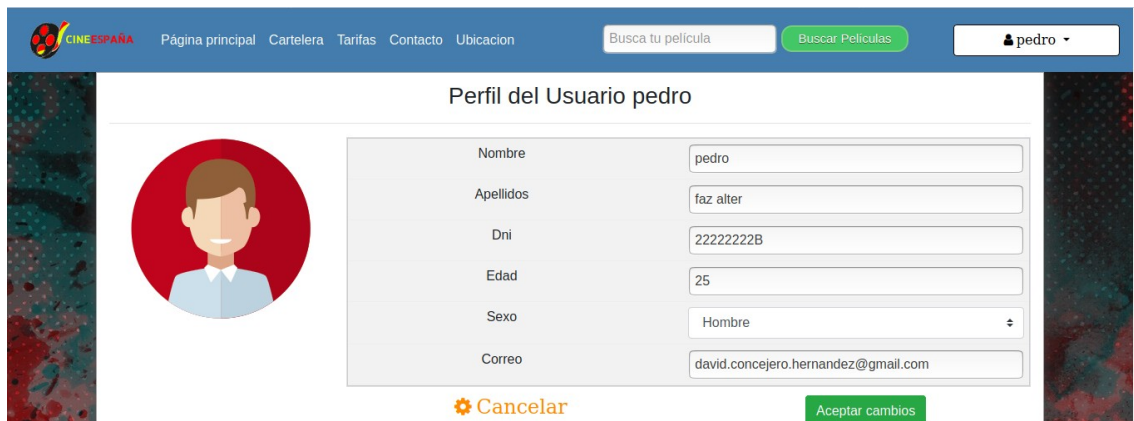 CINEESPAÑA Página principal Cartelera Tarifas Contacto Ubicacion Busca tu película Buscar Peliculas pedro
Perfil del Usuario pedro
Nombre pedro
Apellidos faz alter
Dni 22222222B
Edad 25
Sexo Hombre
Correo david.concejero.hernandez@gmail.com
Cancelar Aceptar cambios